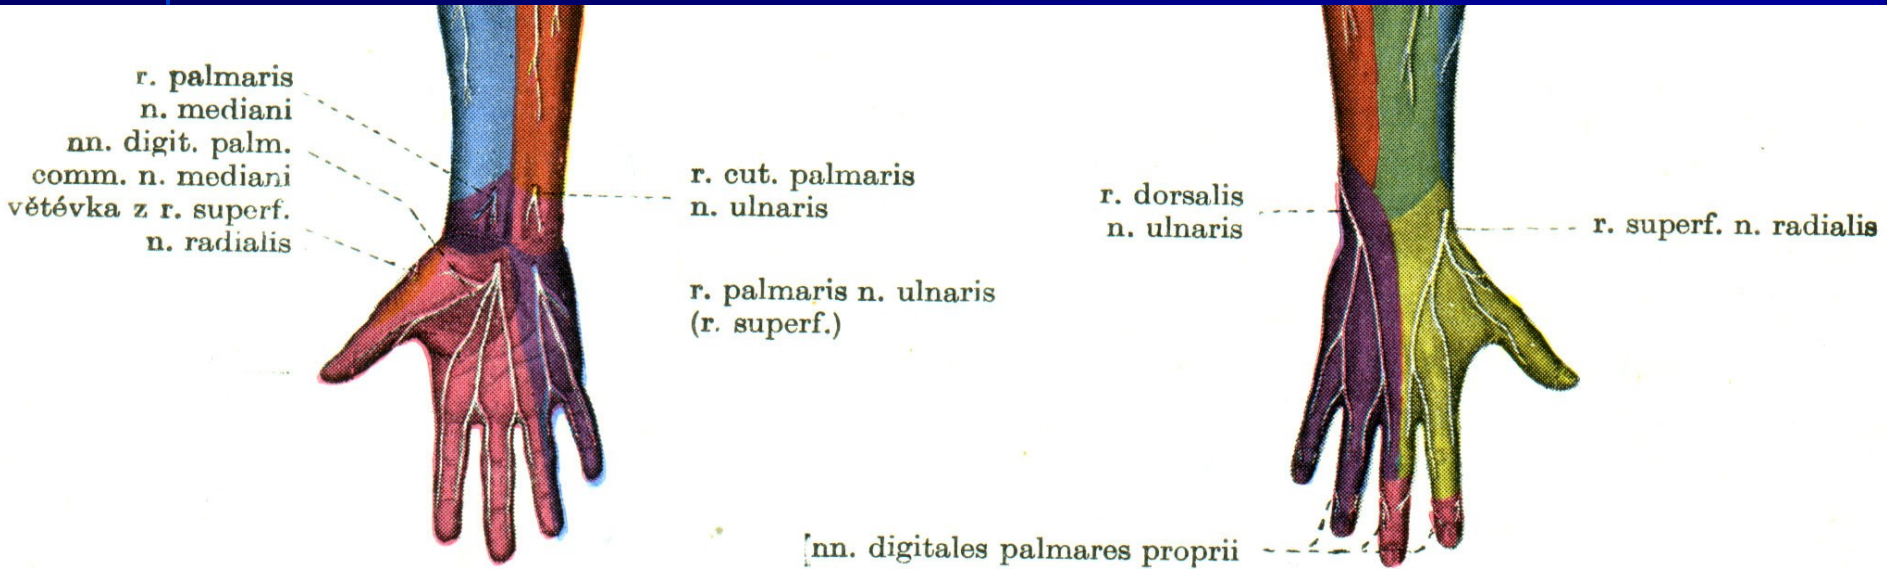 r. palmaris
n. mediani
nn. digit. palm.
comm. n. mediani
větévka z r. superf.
n. radialis
r. cut. palmaris
n. ulnaris
r. palmaris n. ulnaris
(r. superf.)
r. dorsalis
n. ulnaris
r. superf. n. radialis
nn. digitales palmares proprii